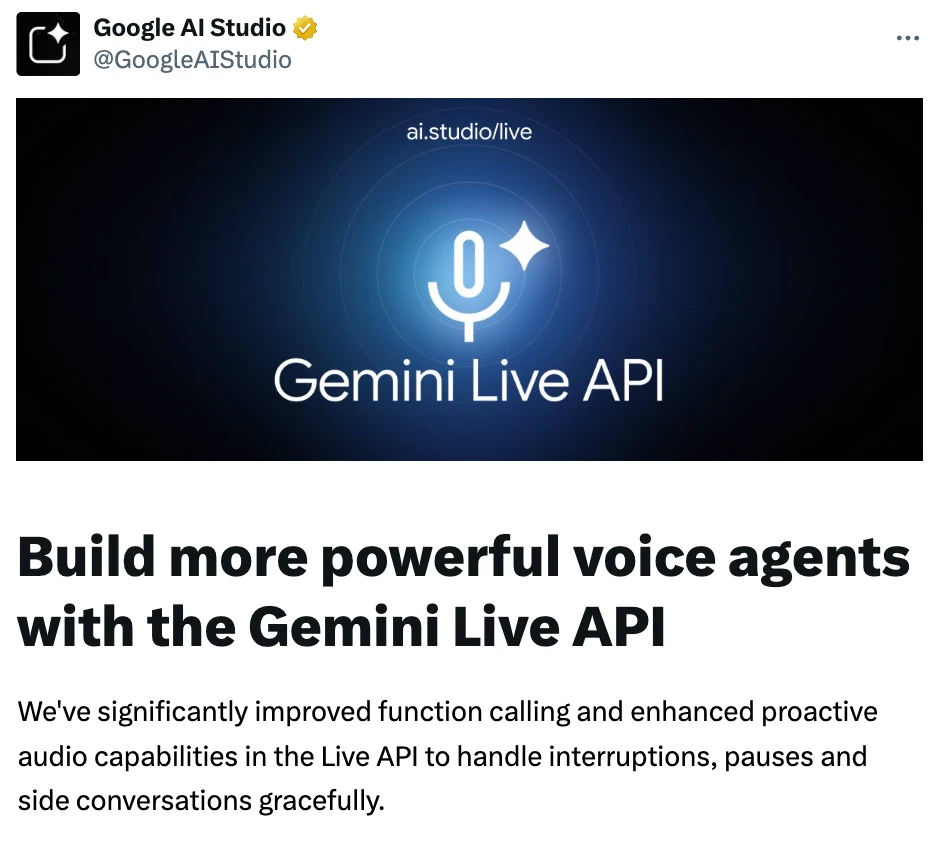 Google AI Studio
@GoogleAIStudio
ai.studio/live
Gemini Live API
Build more powerful voice agents
with the Gemini Live API
We've significantly improved function calling and enhanced proactive
audio capabilities in the Live API to handle interruptions, pauses and
side conversations gracefully.